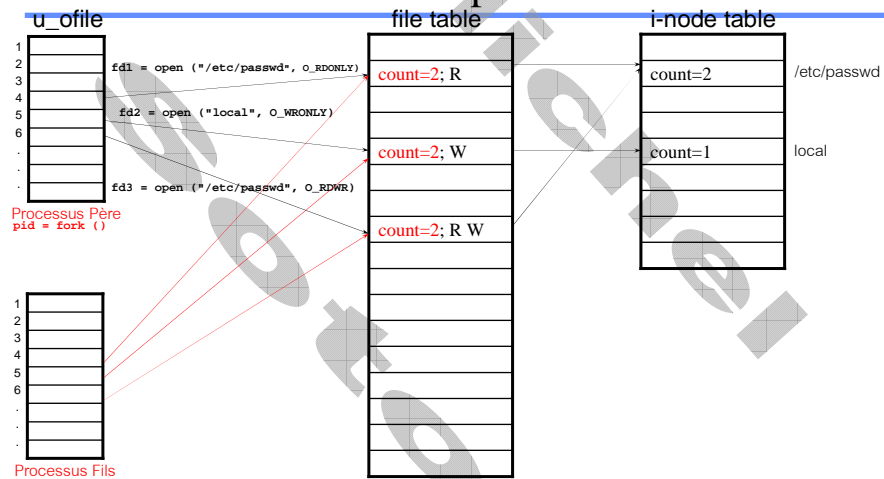 u_ofile
file table
i-node table
1
2
3
4
5
6
.
.
.
fd1 = open ("/etc/passwd", O_RDONLY)
fd2 = open ("local", O_WRONLY)
fd3 = open ("/etc/passwd", O_RDWR)
count=2; R
count=2; W
count=2; R W
count=2
/etc/passwd
count=1
local
Processus Père
pid = fork ()
1
2
3
4
5
6
.
.
.
Processus Fils
Michel
Soto